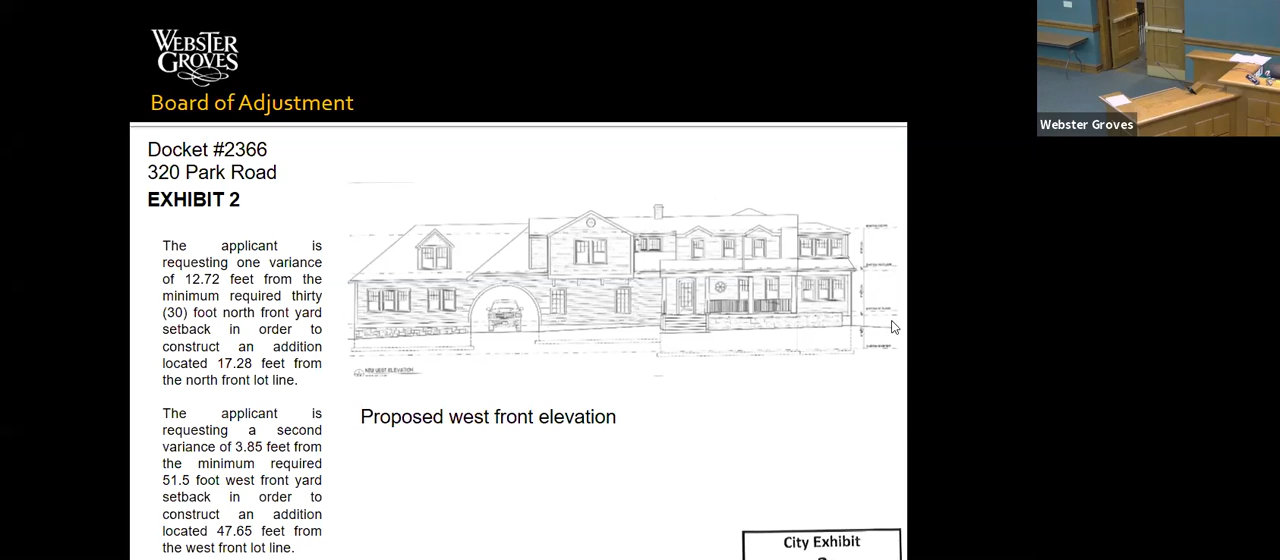 WEBSTER
GROVES
Board of Adjustment
Webster Groves
Docket #2366
320 Park Road
EXHIBIT 2
The applicant is
requesting one variance
of 12.72 feet from the
minimum required thirty
(30) foot north front yard
setback in order to
construct an addition
located 17.28 feet from
the north front lot line.
The applicant is
requesting a second
variance of 3.85 feet from
the minimum required
51.5 foot west front yard
setback in order to
construct an addition
located 47.65 feet from
the west front lot line.
WEST ELEVATION
Proposed west front elevation
City Exhibit